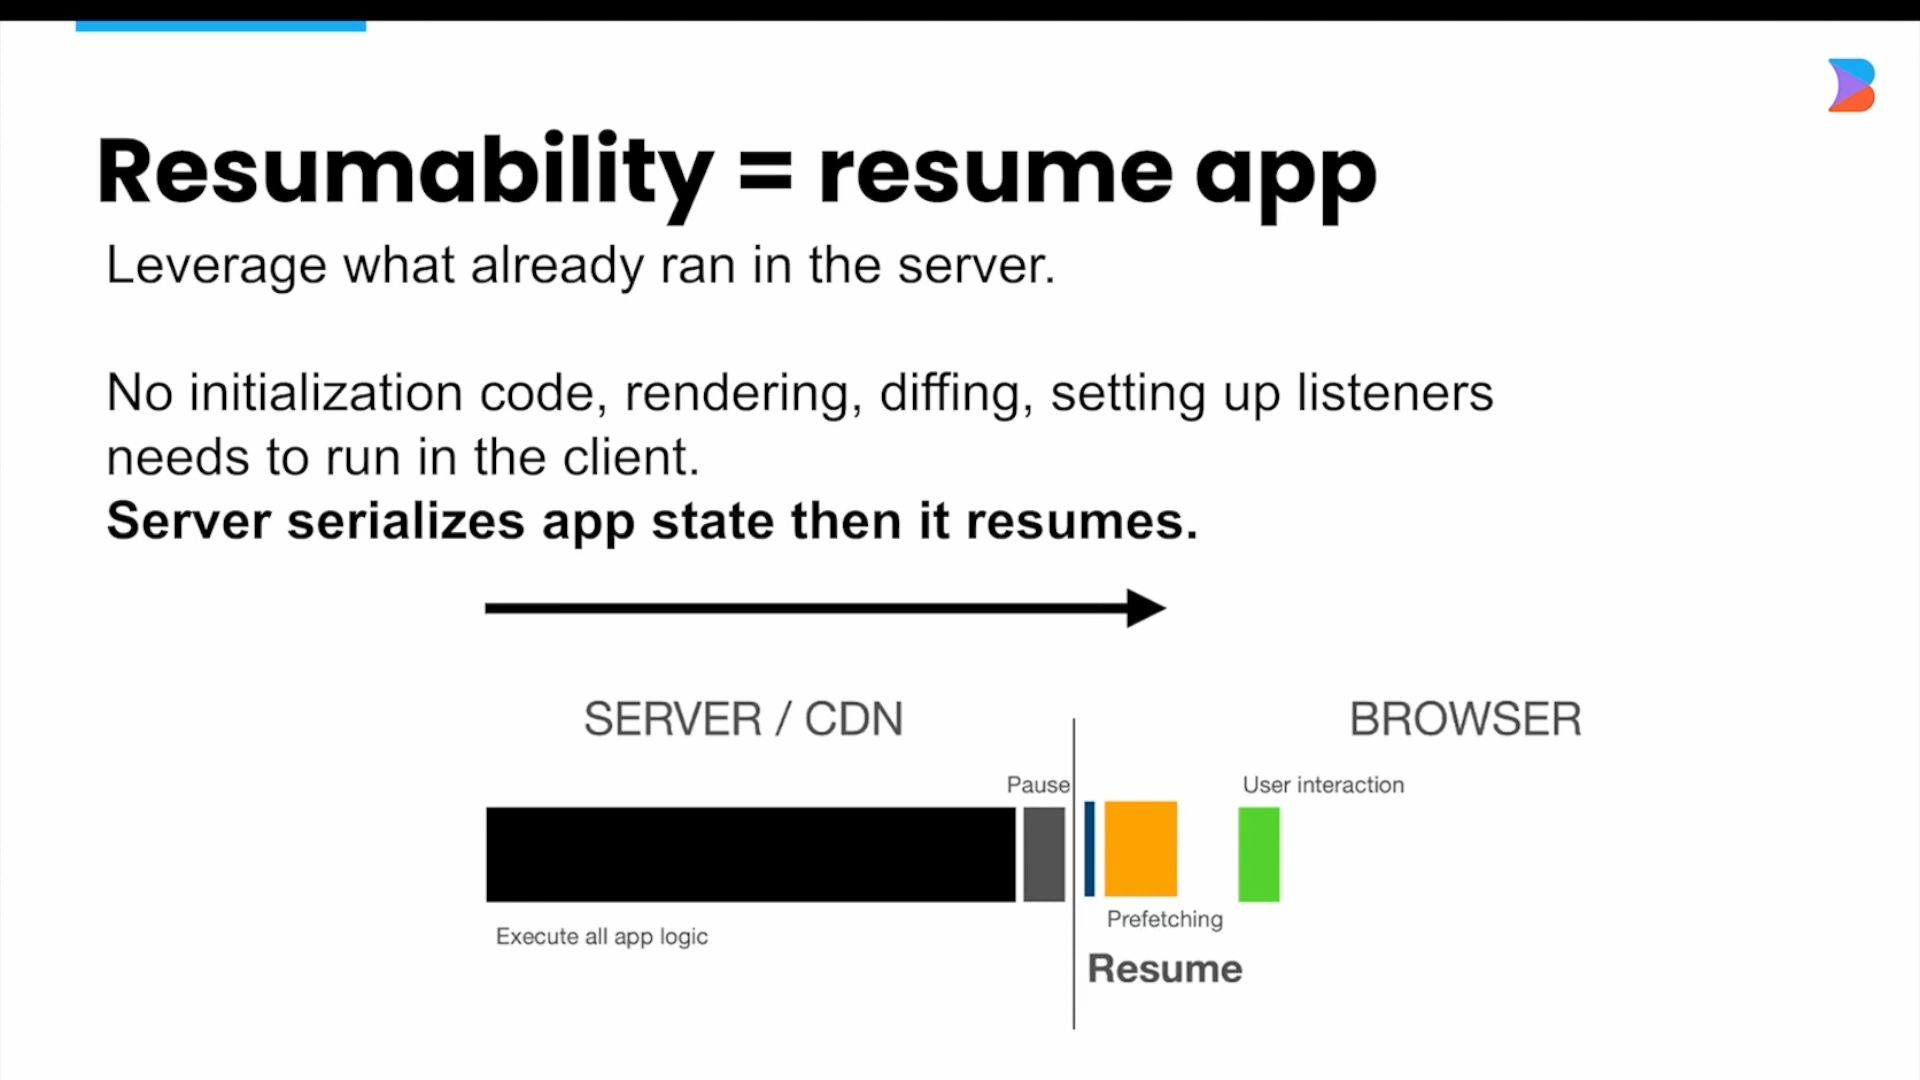 Resumability = resume app
Leverage what already ran in the server.
No initialization code, rendering, diffing, setting up listeners
needs to run in the client.
Server serializes app state then it resumes.
SERVER / CDN
BROWSER
Pause
User interaction
Prefetching
Execute all app logic
Resume